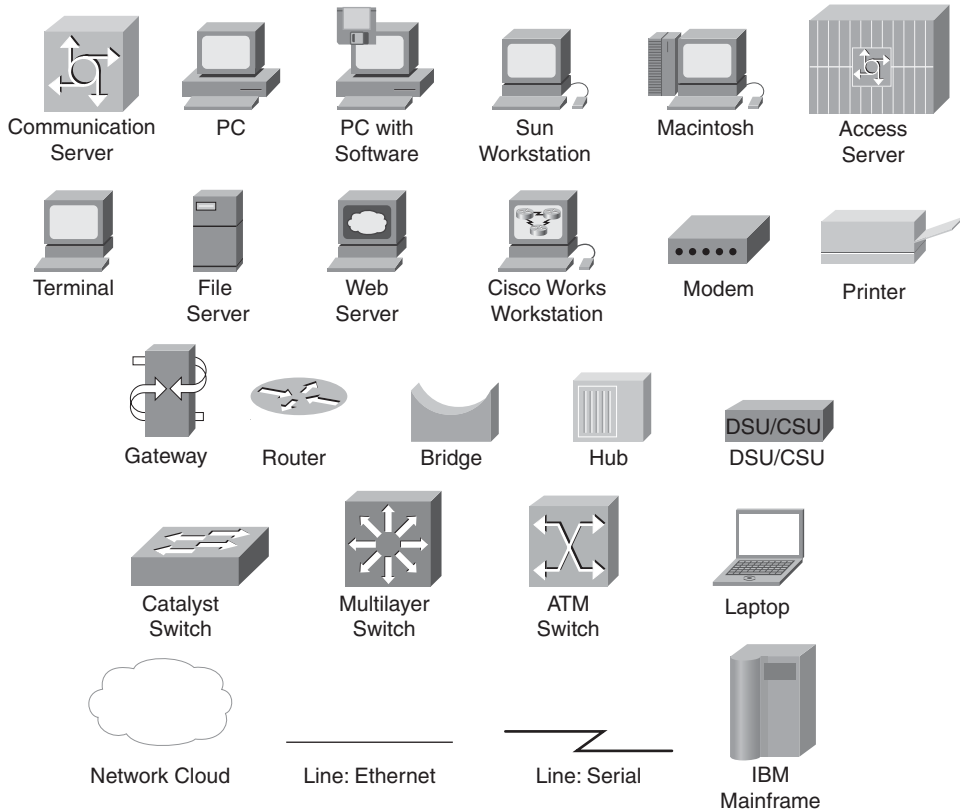 Communication
Server
PC
PC with
Software
Sun
Workstation
Macintosh
Access
Server
Terminal
File
Server
Web
Server
Cisco Works
Workstation
Modem
Printer
Gateway
Router
Bridge
Hub
DSU/CSU
DSU/CSU
Catalyst
Switch
Multilayer
Switch
ATM
Switch
Laptop
Network Cloud
Line: Ethernet
Line: Serial
IBM
Mainframe